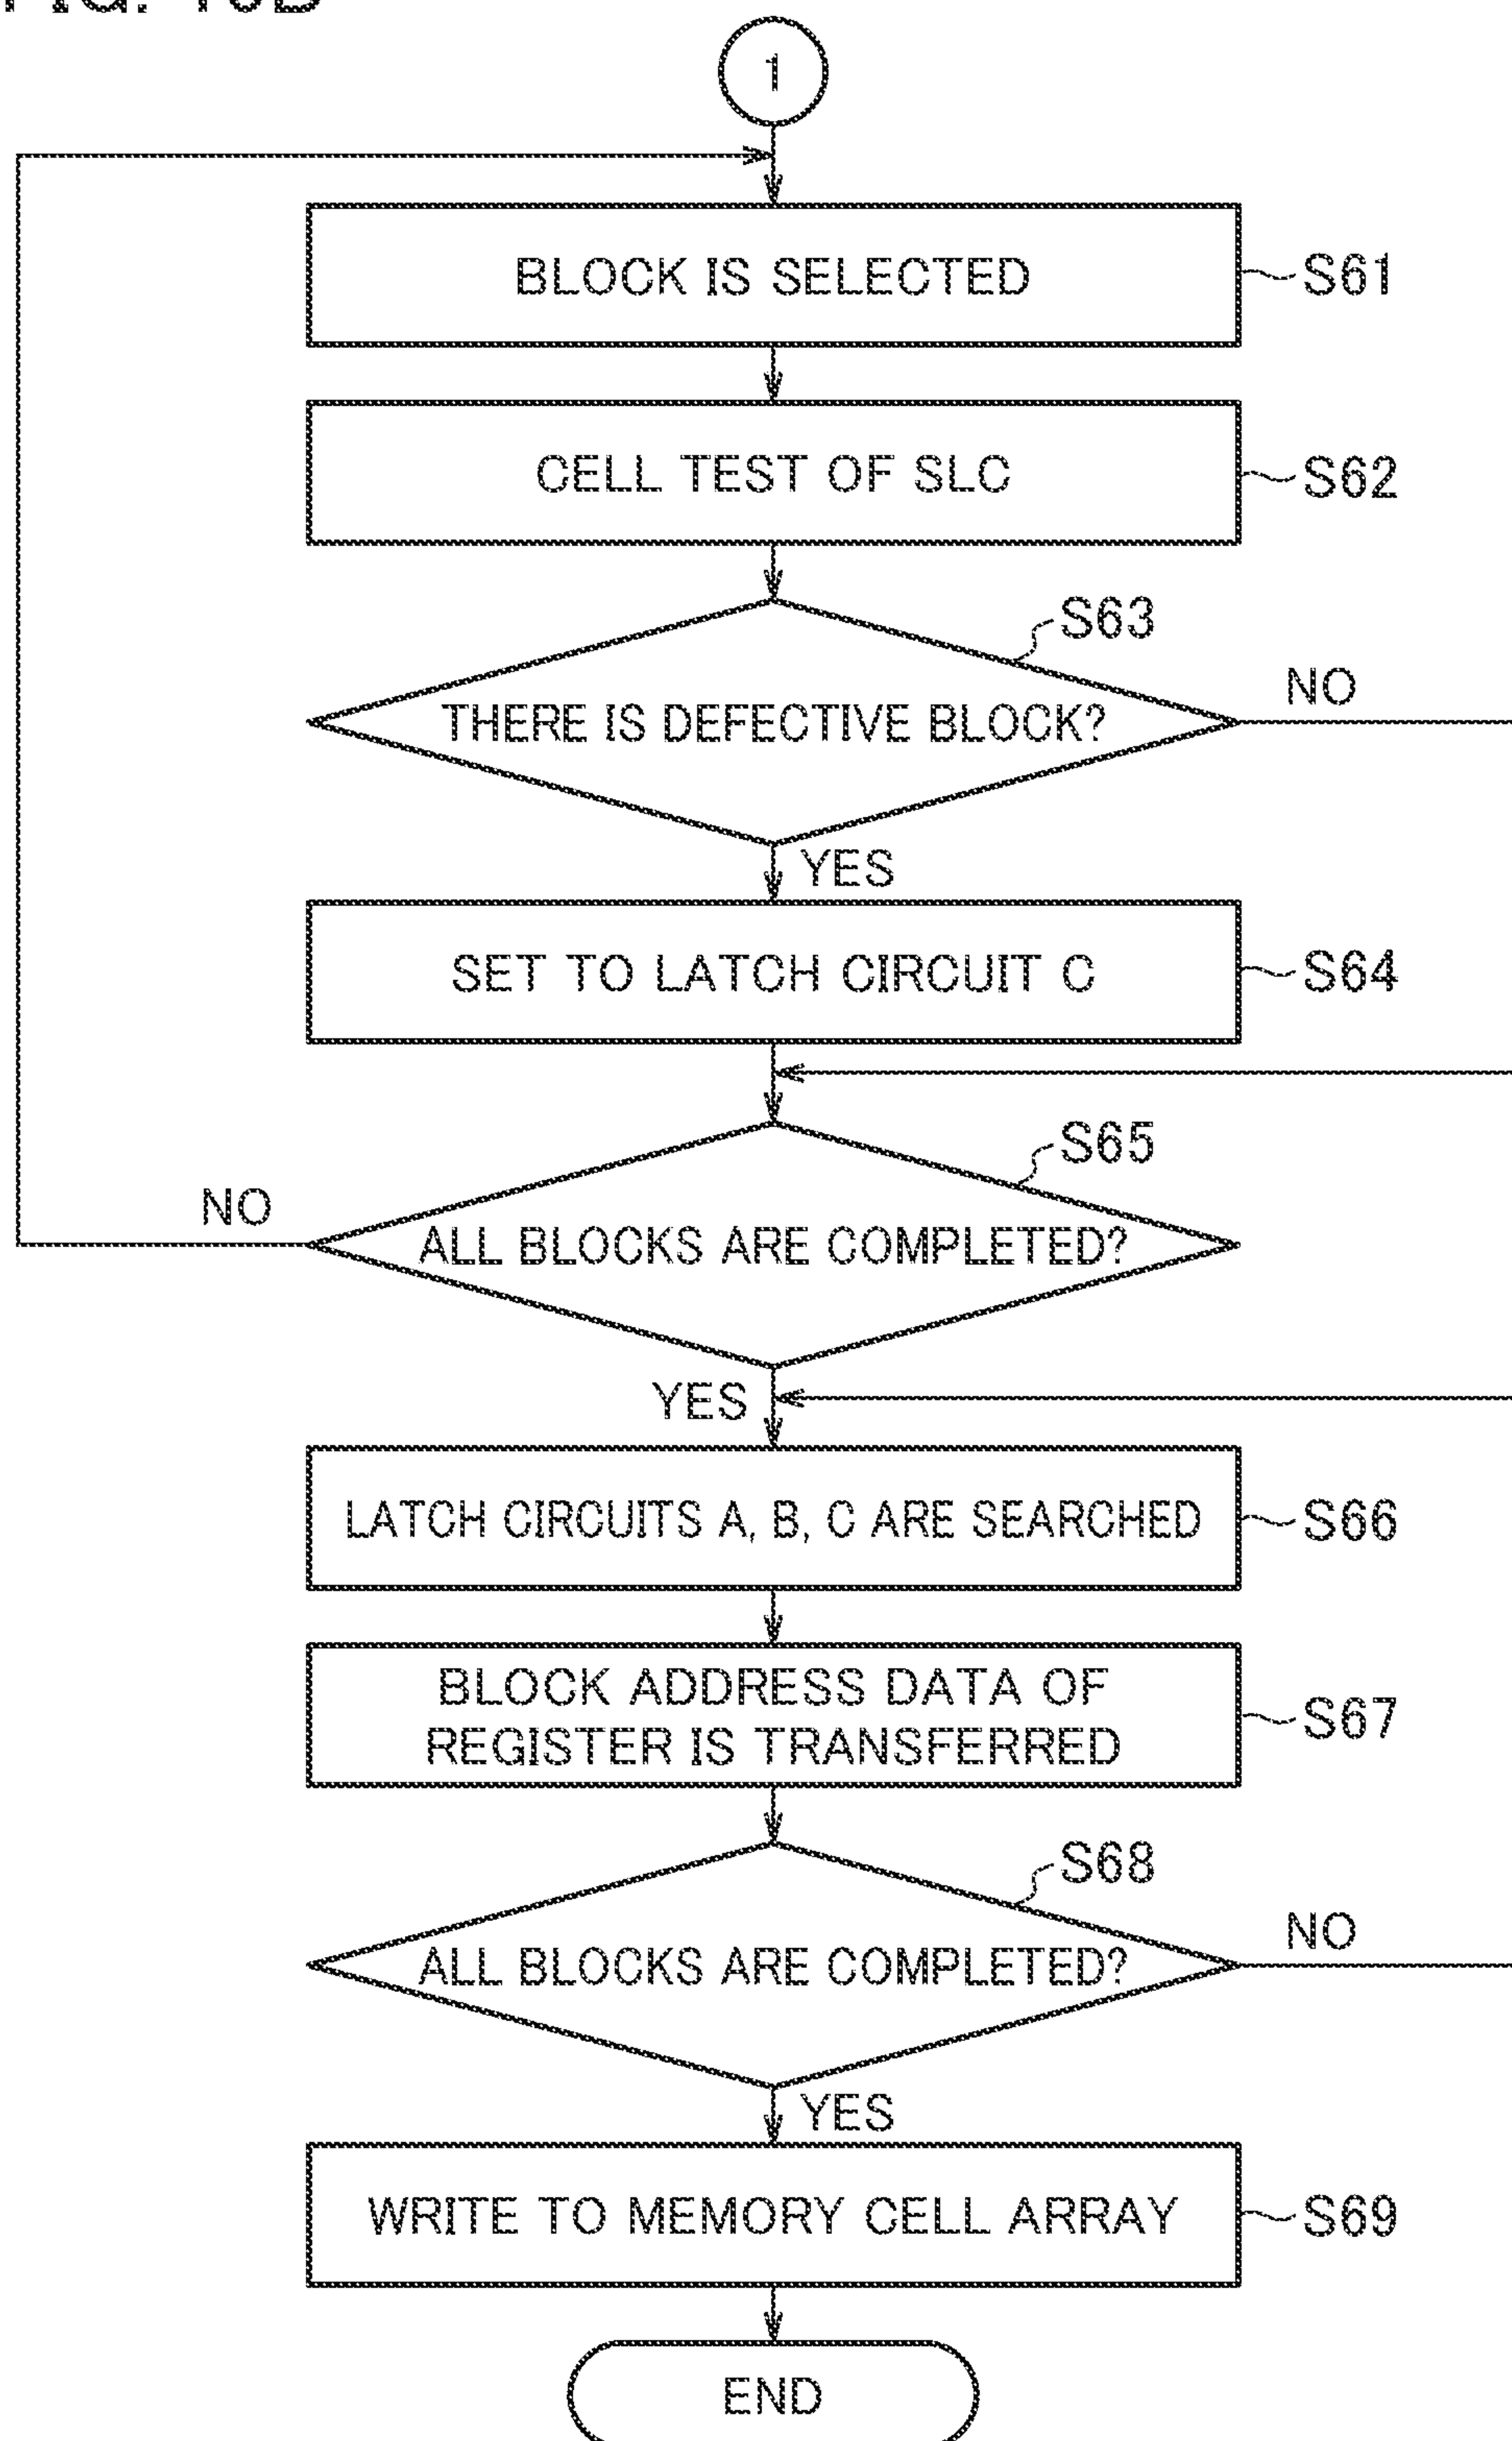 1
BLOCK IS SELECTED
S61
CELL TEST OF SLC
S62
S63
THERE IS DEFECTIVE BLOCK?
NO
YES
SET TO LATCH CIRCUIT C
S64
S65
NO
ALL BLOCKS ARE COMPLETED?
YES
LATCH CIRCUITS A, B, C ARE SEARCHED
S66
BLOCK ADDRESS DATA OF
REGISTER IS TRANSFERRED
S67
S68
ALL BLOCKS ARE COMPLETED?
NO
YES
WRITE TO MEMORY CELL ARRAY
S69
END